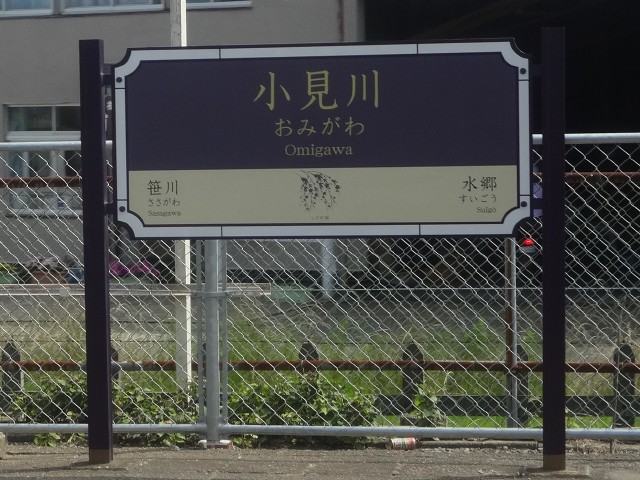 小見川
おみがわ
Omigawa
笹川
ささがわ
Sasagawa
水郷
すいごう
Suigō